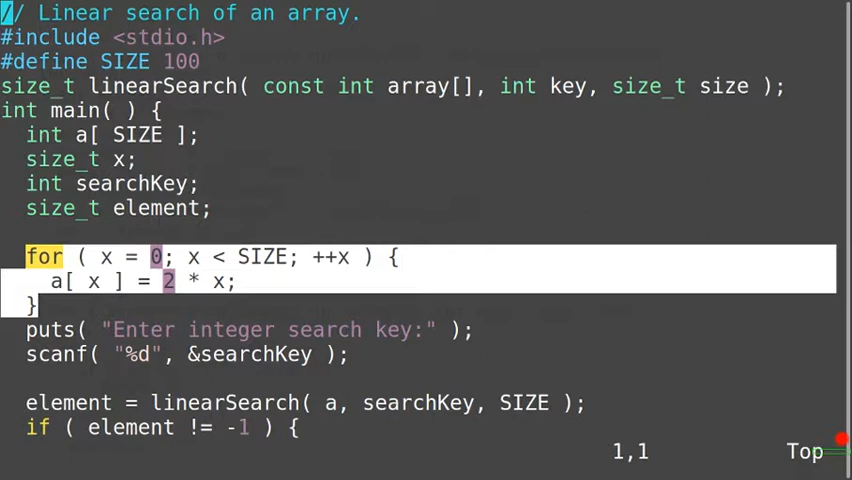 // Linear search of an array.
#include <stdio.h>
#define SIZE 100
size_t linearSearch( const int array[], int key, size_t size );
int main( ) {
int a[ SIZE ];
size_t x;
int searchKey;
size_t element;
for ( x = 0; x < SIZE; ++x ) {
a[ x ] = 2 * x;
}
puts( "Enter integer search key:" );
scanf( "%d", &searchKey );
element = linearSearch( a, searchKey, SIZE );
if ( element != -1 ) {
1,1 Top